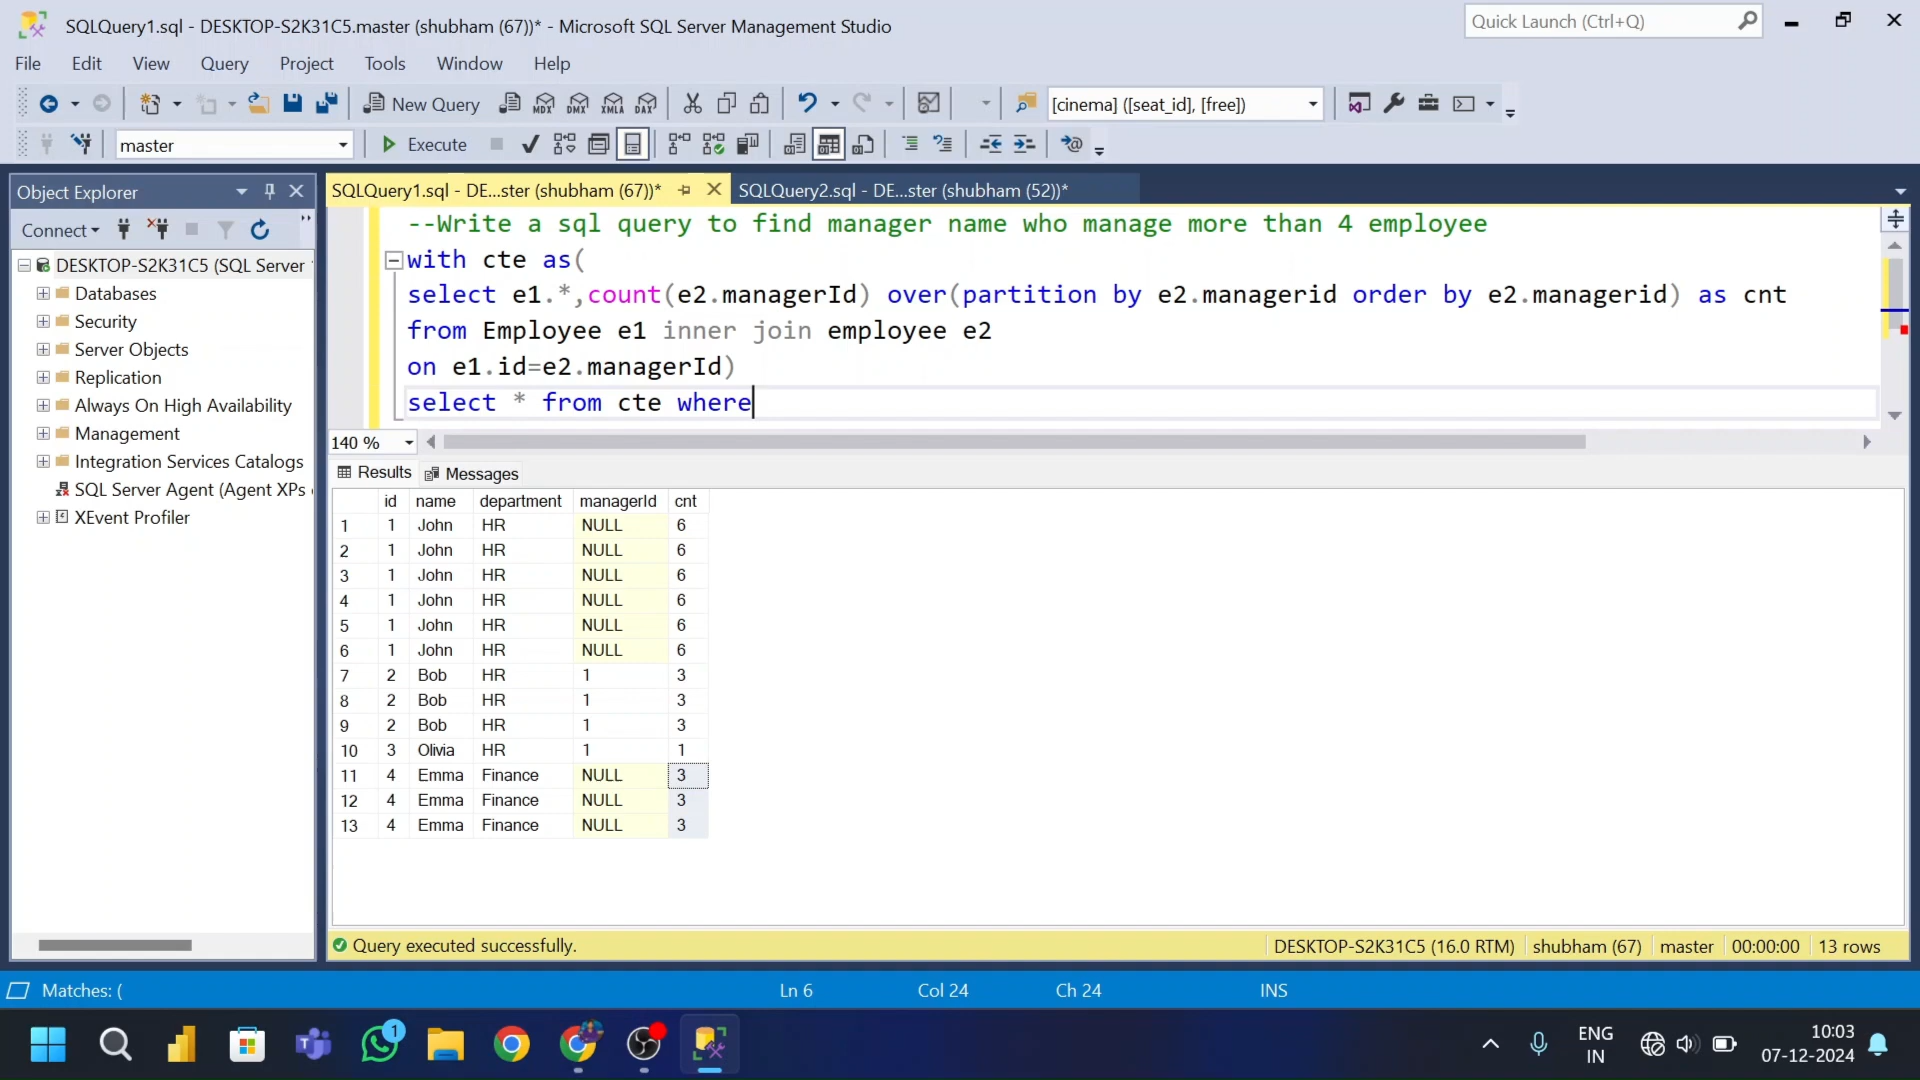 SQLQuery1.sql - DESKTOP-S2K31C5.master (shubham (67))* - Microsoft SQL Server Management Studio
Quick Launch (Ctrl+Q)
File Edit View Query Project Tools Window Help
New Query MDX DMX XMLA DAX [cinema] ([seat_id], [free])
master Execute
Object Explorer
SQLQuery1.sql - DE...ster (shubham (67))* SQLQuery2.sql - DE...ster (shubham (52))*
Connect
DESKTOP-S2K31C5 (SQL Server
Databases
Security
Server Objects
Replication
Always On High Availability
Management
Integration Services Catalogs
SQL Server Agent (Agent XPs
XEvent Profiler
--Write a sql query to find manager name who manage more than 4 employee
with cte as(
select e1.*,count(e2.managerId) over(partition by e2.managerid order by e2.managerid) as cnt
from Employee e1 inner join employee e2
on e1.id=e2.managerId)
select * from cte where
140 %
Results Messages
id name department managerId cnt
1 1 John HR NULL 6
2 1 John HR NULL 6
3 1 John HR NULL 6
4 1 John HR NULL 6
5 1 John HR NULL 6
6 1 John HR NULL 6
7 2 Bob HR 1 3
8 2 Bob HR 1 3
9 2 Bob HR 1 3
10 3 Olivia HR 1 1
11 4 Emma Finance NULL 3
12 4 Emma Finance NULL 3
13 4 Emma Finance NULL 3
Query executed successfully. DESKTOP-S2K31C5 (16.0 RTM) shubham (67) master 00:00:00 13 rows
Matches: ( Ln 6 Col 24 Ch 24 INS
1
ENG
IN
10:03
07-12-2024